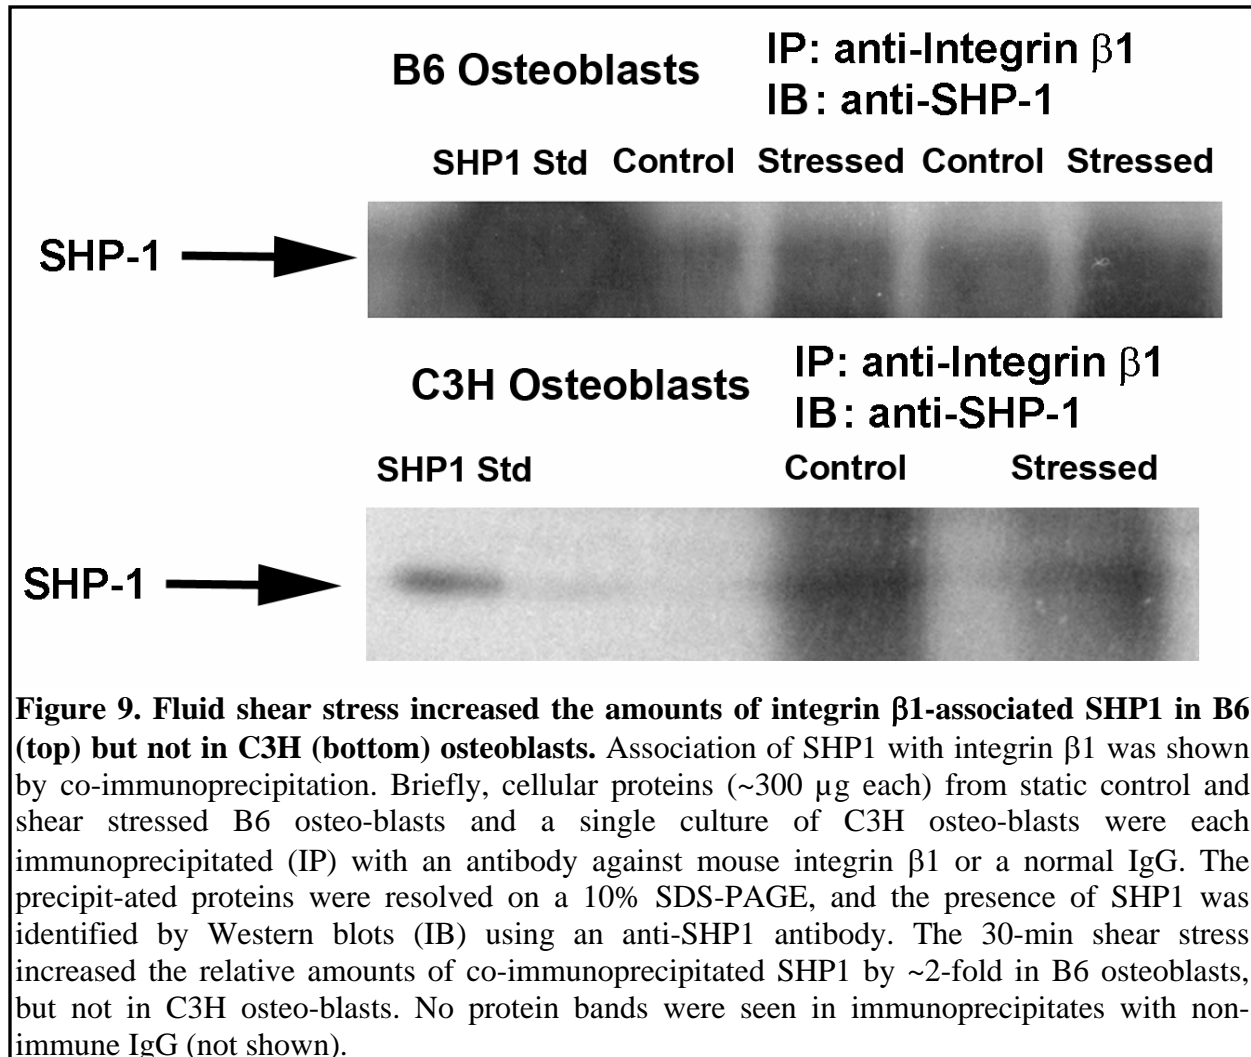 B6 Osteoblasts
IP: anti-Integrin β1
IB: anti-SHP-1
SHP1 Std Control Stressed Control Stressed
SHP-1
C3H Osteoblasts
IP: anti-Integrin β1
IB: anti-SHP-1
SHP1 Std Control Stressed
SHP-1
Figure 9. Fluid shear stress increased the amounts of integrin β1-associated SHP1 in B6
(top) but not in C3H (bottom) osteoblasts. Association of SHP1 with integrin β1 was shown
by co-immunoprecipitation. Briefly, cellular proteins (~300 µg each) from static control and
shear stressed B6 osteo-blasts and a single culture of C3H osteo-blasts were each
immunoprecipitated (IP) with an antibody against mouse integrin β1 or a normal IgG. The
precipit-ated proteins were resolved on a 10% SDS-PAGE, and the presence of SHP1 was
identified by Western blots (IB) using an anti-SHP1 antibody. The 30-min shear stress
increased the relative amounts of co-immunoprecipitated SHP1 by ~2-fold in B6 osteoblasts,
but not in C3H osteo-blasts. No protein bands were seen in immunoprecipitates with non-
immune IgG (not shown).